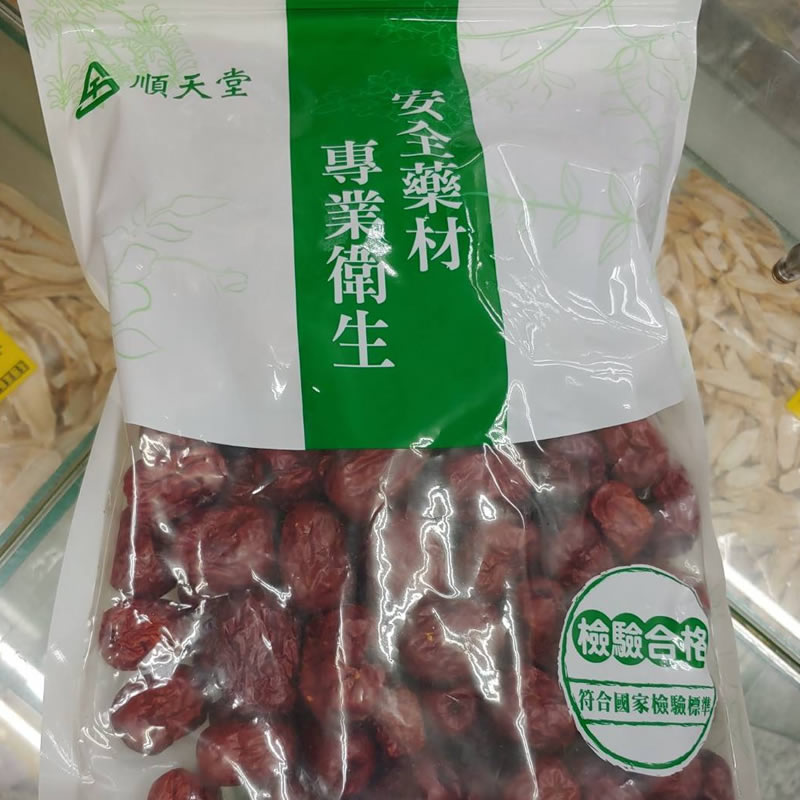 順天堂
安全藥材
專業衛生
檢驗合格
符合國家檢驗標準